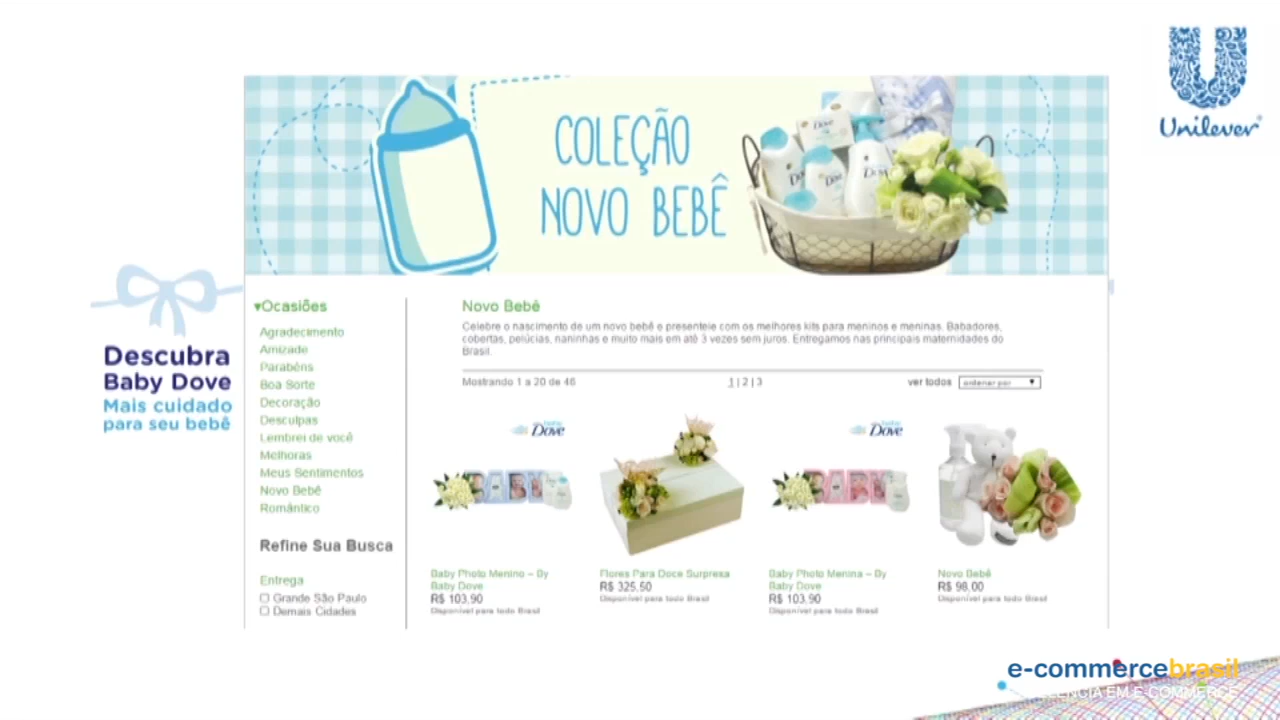 Unilever
COLEÇÃO
NOVO BEBÊ
Dove
Dove
Descubra
Baby Dove
Mais cuidado
para seu bebê
▾Ocasiões
Agradecimento
Amizade
Parabéns
Boa Sorte
Decoração
Desculpas
Lembrei de você
Melhoras
Meus Sentimentos
Novo Bebê
Romântico
Refine Sua Busca
Entrega
Grande São Paulo
Demais Cidades
Novo Bebê
Celebre o nascimento de um novo bebê e presenteie com os melhores kits para meninos e meninas. Babadores,
cobertas, pelúcias, naninhas e muito mais em até 3 vezes sem juros. Entregamos nas principais maternidades do
Brasil.
Mostrando 1 a 20 de 46
1 | 2 | 3
ver todos
ordenar por
Dove
Dove
Baby Photo Menino – By
Baby Dove
R$ 103,90
Disponível para todo Brasil
Flores Para Doce Surpresa
R$ 325,50
Disponível para todo Brasil
Baby Photo Menina – By
Baby Dove
R$ 103,90
Disponível para todo Brasil
Novo Bebê
R$ 98,00
Disponível para todo Brasil
e-commercebrasil
EM E-COMMERCE